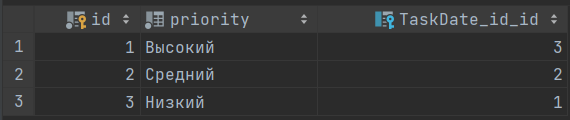 id priority TaskDate_id_id
1 1 Высокий 3
2 2 Средний 2
3 3 Низкий 1